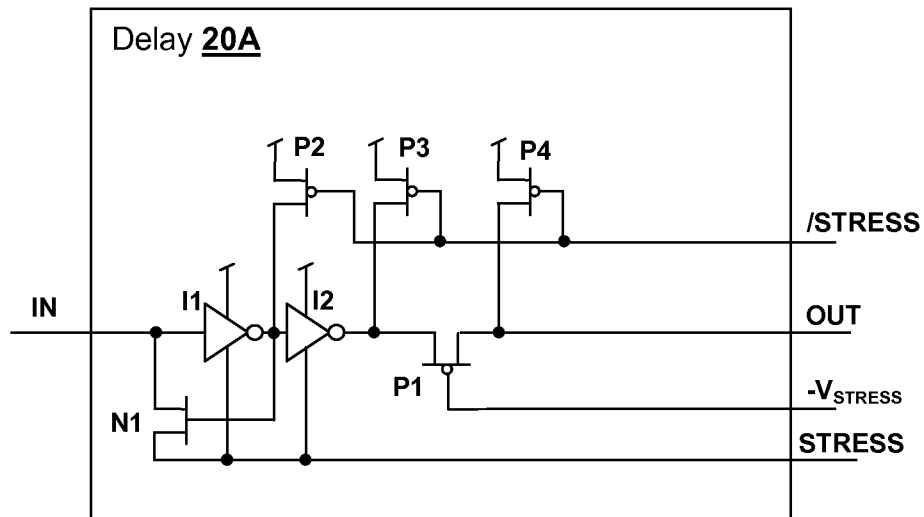 Delay 20A
P2
P3
P4
/STRESS
IN
I1
I2
OUT
P1
-VSTRESS
N1
STRESS